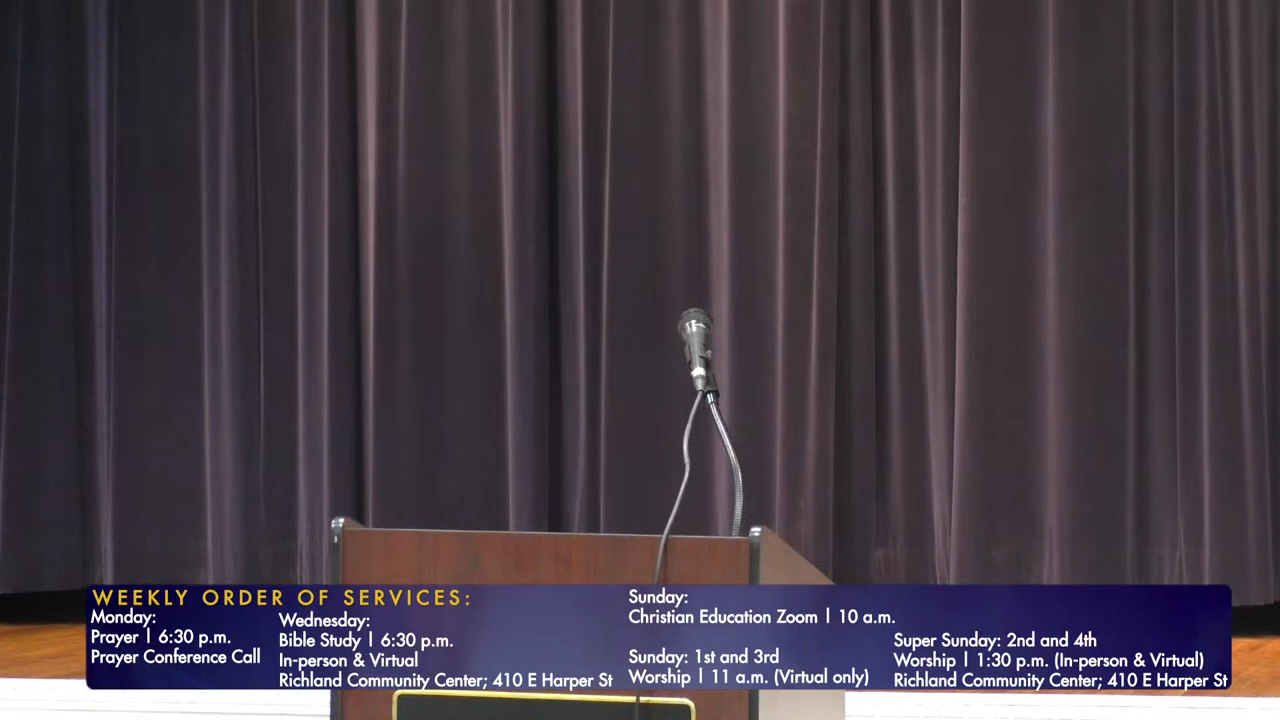 WEEKLY ORDER OF SERVICES:
Monday:
Prayer | 6:30 p.m.
Prayer Conference Call
Wednesday:
Bible Study | 6:30 p.m.
In-person & Virtual
Richland Community Center; 410 E Harper St
Sunday:
Christian Education Zoom | 10 a.m.
Sunday: 1st and 3rd
Worship | 11 a.m. (Virtual only)
Super Sunday: 2nd and 4th
Worship | 1:30 p.m. (In-person & Virtual)
Richland Community Center; 410 E Harper St